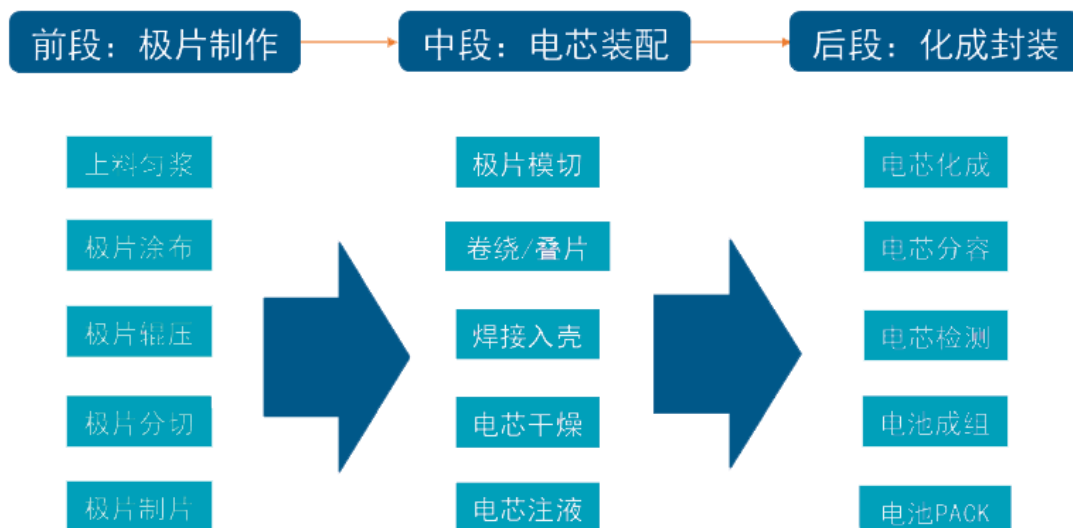 前段：极片制作
中段：电芯装配
后段：化成封装
上料匀浆
极片涂布
极片辊压
极片分切
极片制片
极片模切
卷绕/叠片
焊接入壳
电芯干燥
电芯注液
电芯化成
电芯分容
电芯检测
电池成组
电池PACK